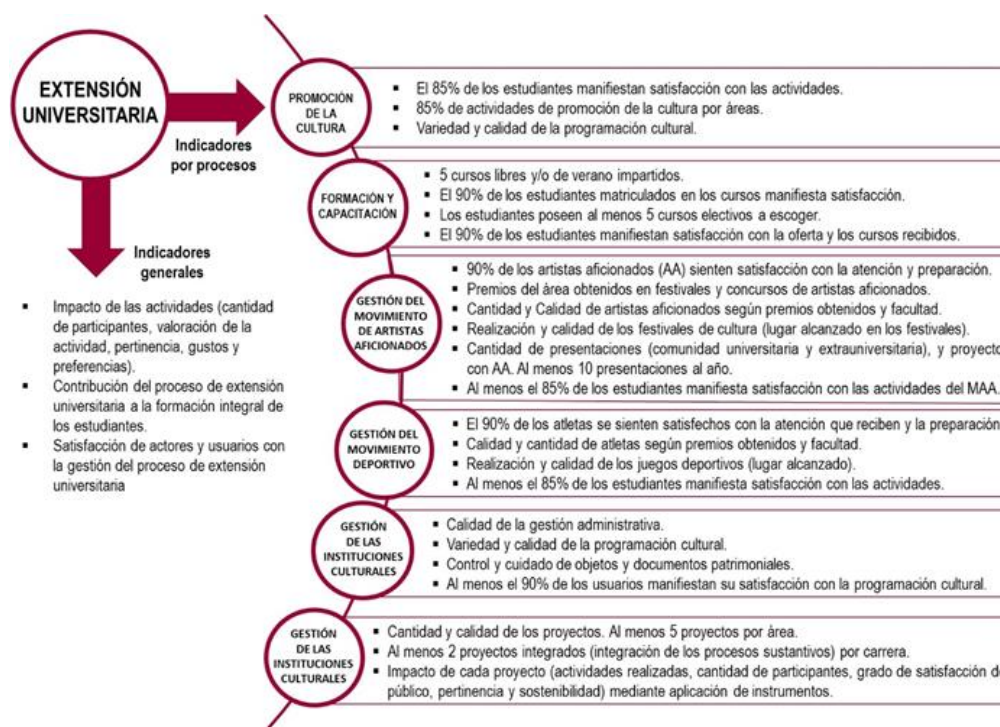 EXTENSIÓN
UNIVERSITARIA
Indicadores
por procesos
Indicadores
generales
▪ Impacto de las actividades (cantidad
de participantes, valoración de la
actividad, pertinencia, gustos y
preferencias).
▪ Contribución del proceso de extensión
universitaria a la formación integral de
los estudiantes.
▪ Satisfacción de actores y usuarios con
la gestión del proceso de extensión
universitaria
PROMOCIÓN
DE LA
CULTURA
▪ El 85% de los estudiantes manifiestan satisfacción con las actividades.
▪ 85% de actividades de promoción de la cultura por áreas.
▪ Variedad y calidad de la programación cultural.
FORMACIÓN Y
CAPACITACIÓN
▪ 5 cursos libres y/o de verano impartidos.
▪ El 90% de los estudiantes matriculados en los cursos manifiesta satisfacción.
▪ Los estudiantes poseen al menos 5 cursos electivos a escoger.
▪ El 90% de los estudiantes manifiestan satisfacción con la oferta y los cursos recibidos.
GESTIÓN DEL
MOVIMIENTO
DE ARTISTAS
AFICIONADOS
▪ 90% de los artistas aficionados (AA) sienten satisfacción con la atención y preparación.
▪ Premios del área obtenidos en festivales y concursos de artistas aficionados.
▪ Cantidad y Calidad de artistas aficionados según premios obtenidos y facultad.
▪ Realización y calidad de los festivales de cultura (lugar alcanzado en los festivales).
▪ Cantidad de presentaciones (comunidad universitaria y extrauniversitaria), y proyecto
con AA. Al menos 10 presentaciones al año.
▪ Al menos el 85% de los estudiantes manifiesta satisfacción con las actividades del MAA.
GESTIÓN DEL
MOVIMIENTO
DEPORTIVO
▪ El 90% de los atletas se sienten satisfechos con la atención que reciben y la preparación
▪ Calidad y cantidad de atletas según premios obtenidos y facultad.
▪ Realización y calidad de los juegos deportivos (lugar alcanzado).
▪ Al menos el 85% de los estudiantes manifiesta satisfacción con las actividades.
GESTIÓN
DE LAS
INSTITUCIONES
CULTURALES
▪ Calidad de la gestión administrativa.
▪ Variedad y calidad de la programación cultural.
▪ Control y cuidado de objetos y documentos patrimoniales.
▪ Al menos el 90% de los usuarios manifiestan su satisfacción con la programación cultural.
GESTIÓN
DE LAS
INSTITUCIONES
CULTURALES
▪ Cantidad y calidad de los proyectos. Al menos 5 proyectos por área.
▪ Al menos 2 proyectos integrados (integración de los procesos sustantivos) por carrera.
▪ Impacto de cada proyecto (actividades realizadas, cantidad de participantes, grado de satisfacción de
público, pertinencia y sostenibilidad) mediante aplicación de instrumentos.